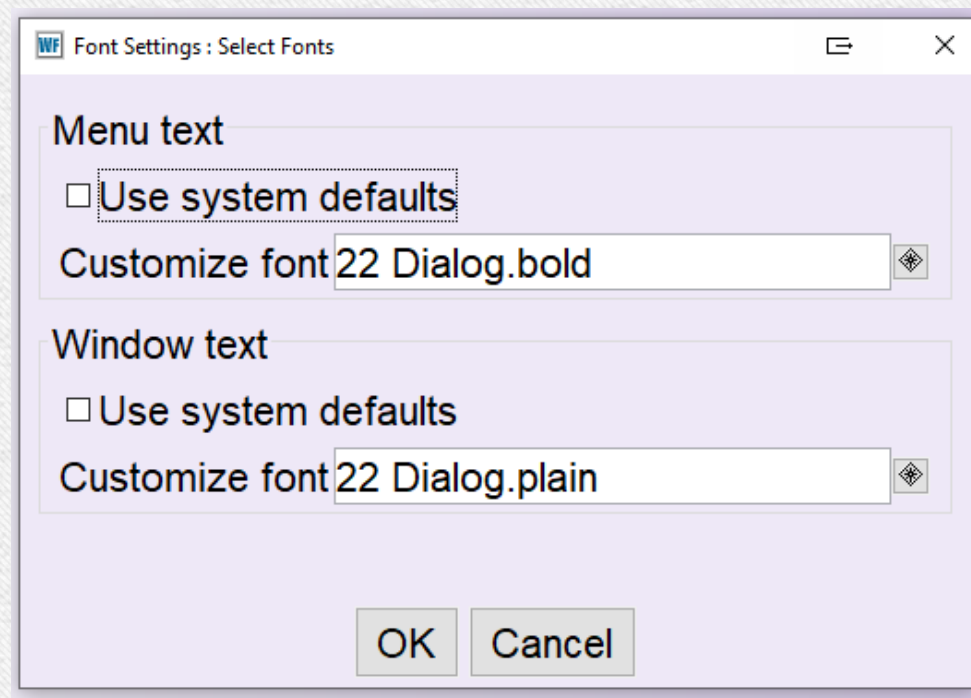 WF Font Settings : Select Fonts
Menu text
Use system defaults
Customize font 22 Dialog.bold
Window text
Use system defaults
Customize font 22 Dialog.plain
OK Cancel